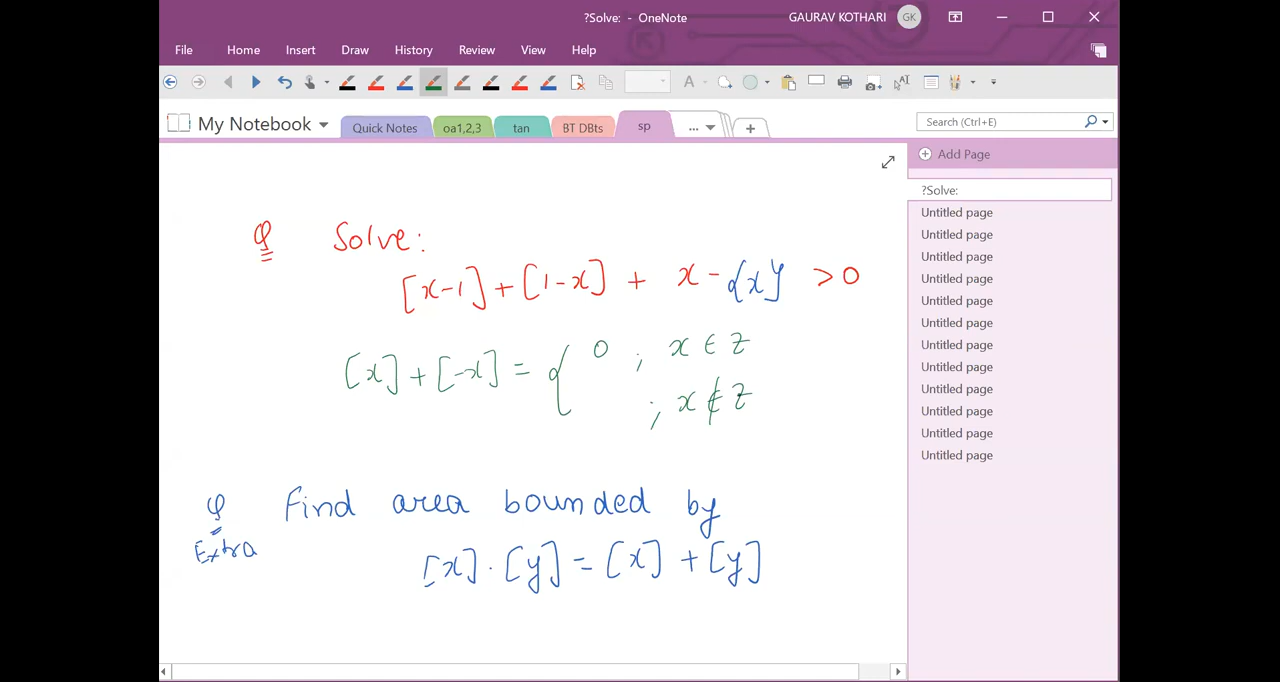 ?Solve: - OneNote
GAURAV KOTHARI GK
File Home Insert Draw History Review View Help
My Notebook Quick Notes oa1,2,3 tan BT DBts sp ... + Search (Ctrl+E)
Add Page
?Solve:
Untitled page
Untitled page
Untitled page
Untitled page
Untitled page
Untitled page
Untitled page
Untitled page
Untitled page
Untitled page
Untitled page
Untitled page
Q Solve:
[x-1]+[1-x] + x-{x} >0
[x]+[-x] = { 0 ; x ∈ Z
; x ∉ Z
Q Find area bounded by
Extra
[x].[y] = [x]+[y]